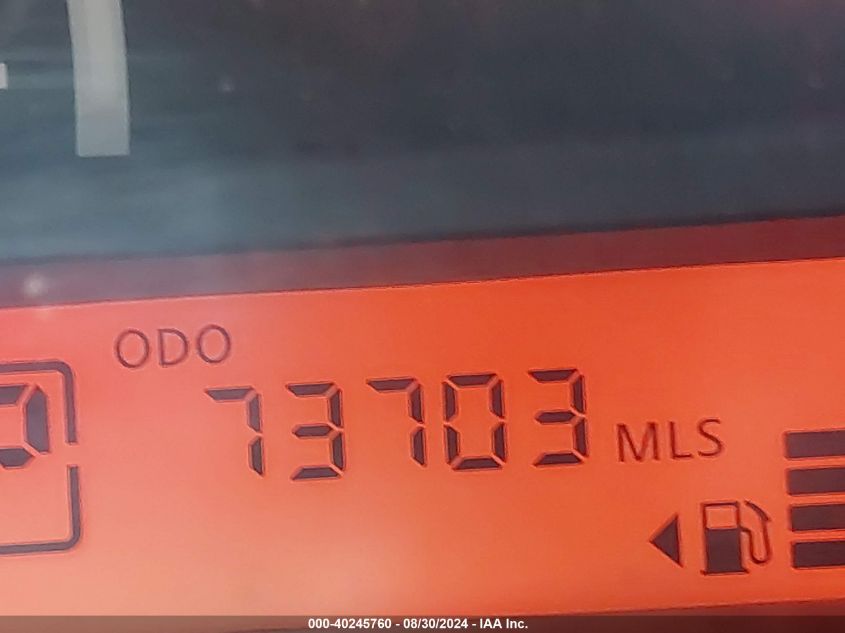 ODO
73703 MLS
000-40245760 - 08/30/2024 - IAA Inc.